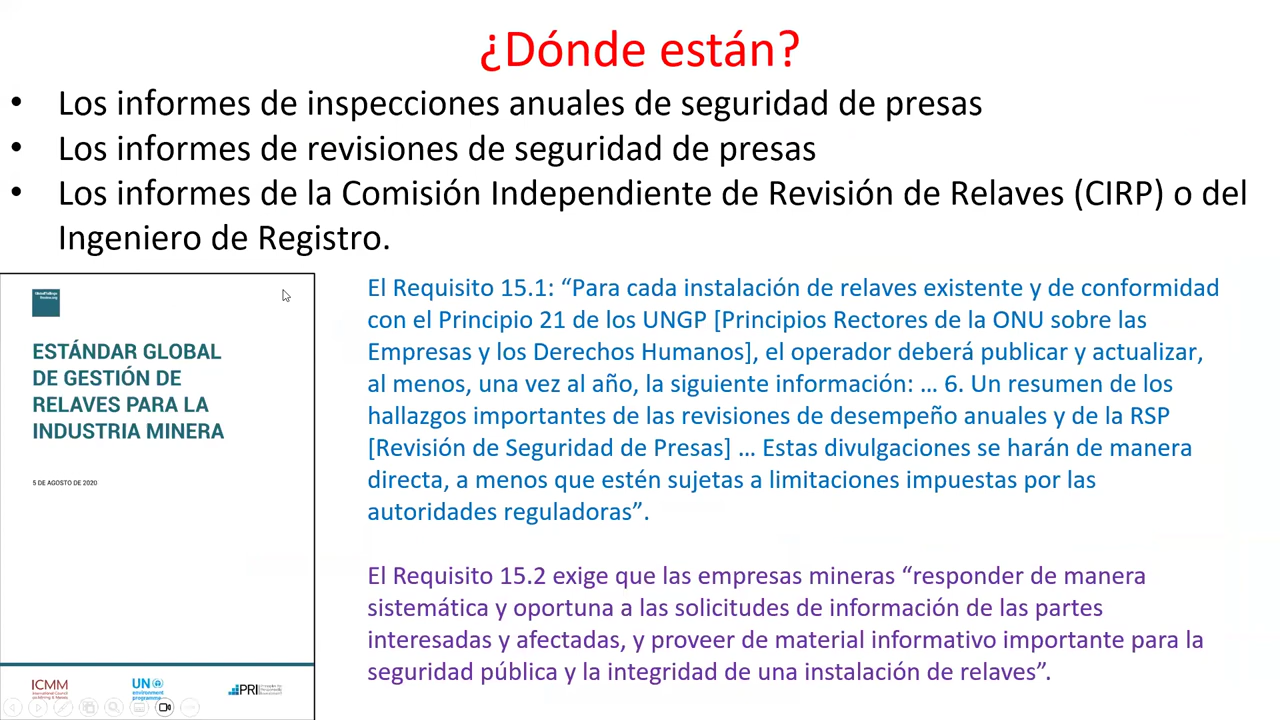 ¿Dónde están?
• Los informes de inspecciones anuales de seguridad de presas
• Los informes de revisiones de seguridad de presas
• Los informes de la Comisión Independiente de Revisión de Relaves (CIRP) o del
Ingeniero de Registro.
ESTÁNDAR GLOBAL
DE GESTIÓN DE
RELAVES PARA LA
INDUSTRIA MINERA
5 DE AGOSTO DE 2020
ICMM
International Council
on Mining & Metals
UN
environment
programme
PRI
El Requisito 15.1: “Para cada instalación de relaves existente y de conformidad
con el Principio 21 de los UNGP [Principios Rectores de la ONU sobre las
Empresas y los Derechos Humanos], el operador deberá publicar y actualizar,
al menos, una vez al año, la siguiente información: … 6. Un resumen de los
hallazgos importantes de las revisiones de desempeño anuales y de la RSP
[Revisión de Seguridad de Presas] … Estas divulgaciones se harán de manera
directa, a menos que estén sujetas a limitaciones impuestas por las
autoridades reguladoras”.
El Requisito 15.2 exige que las empresas mineras “responder de manera
sistemática y oportuna a las solicitudes de información de las partes
interesadas y afectadas, y proveer de material informativo importante para la
seguridad pública y la integridad de una instalación de relaves”.